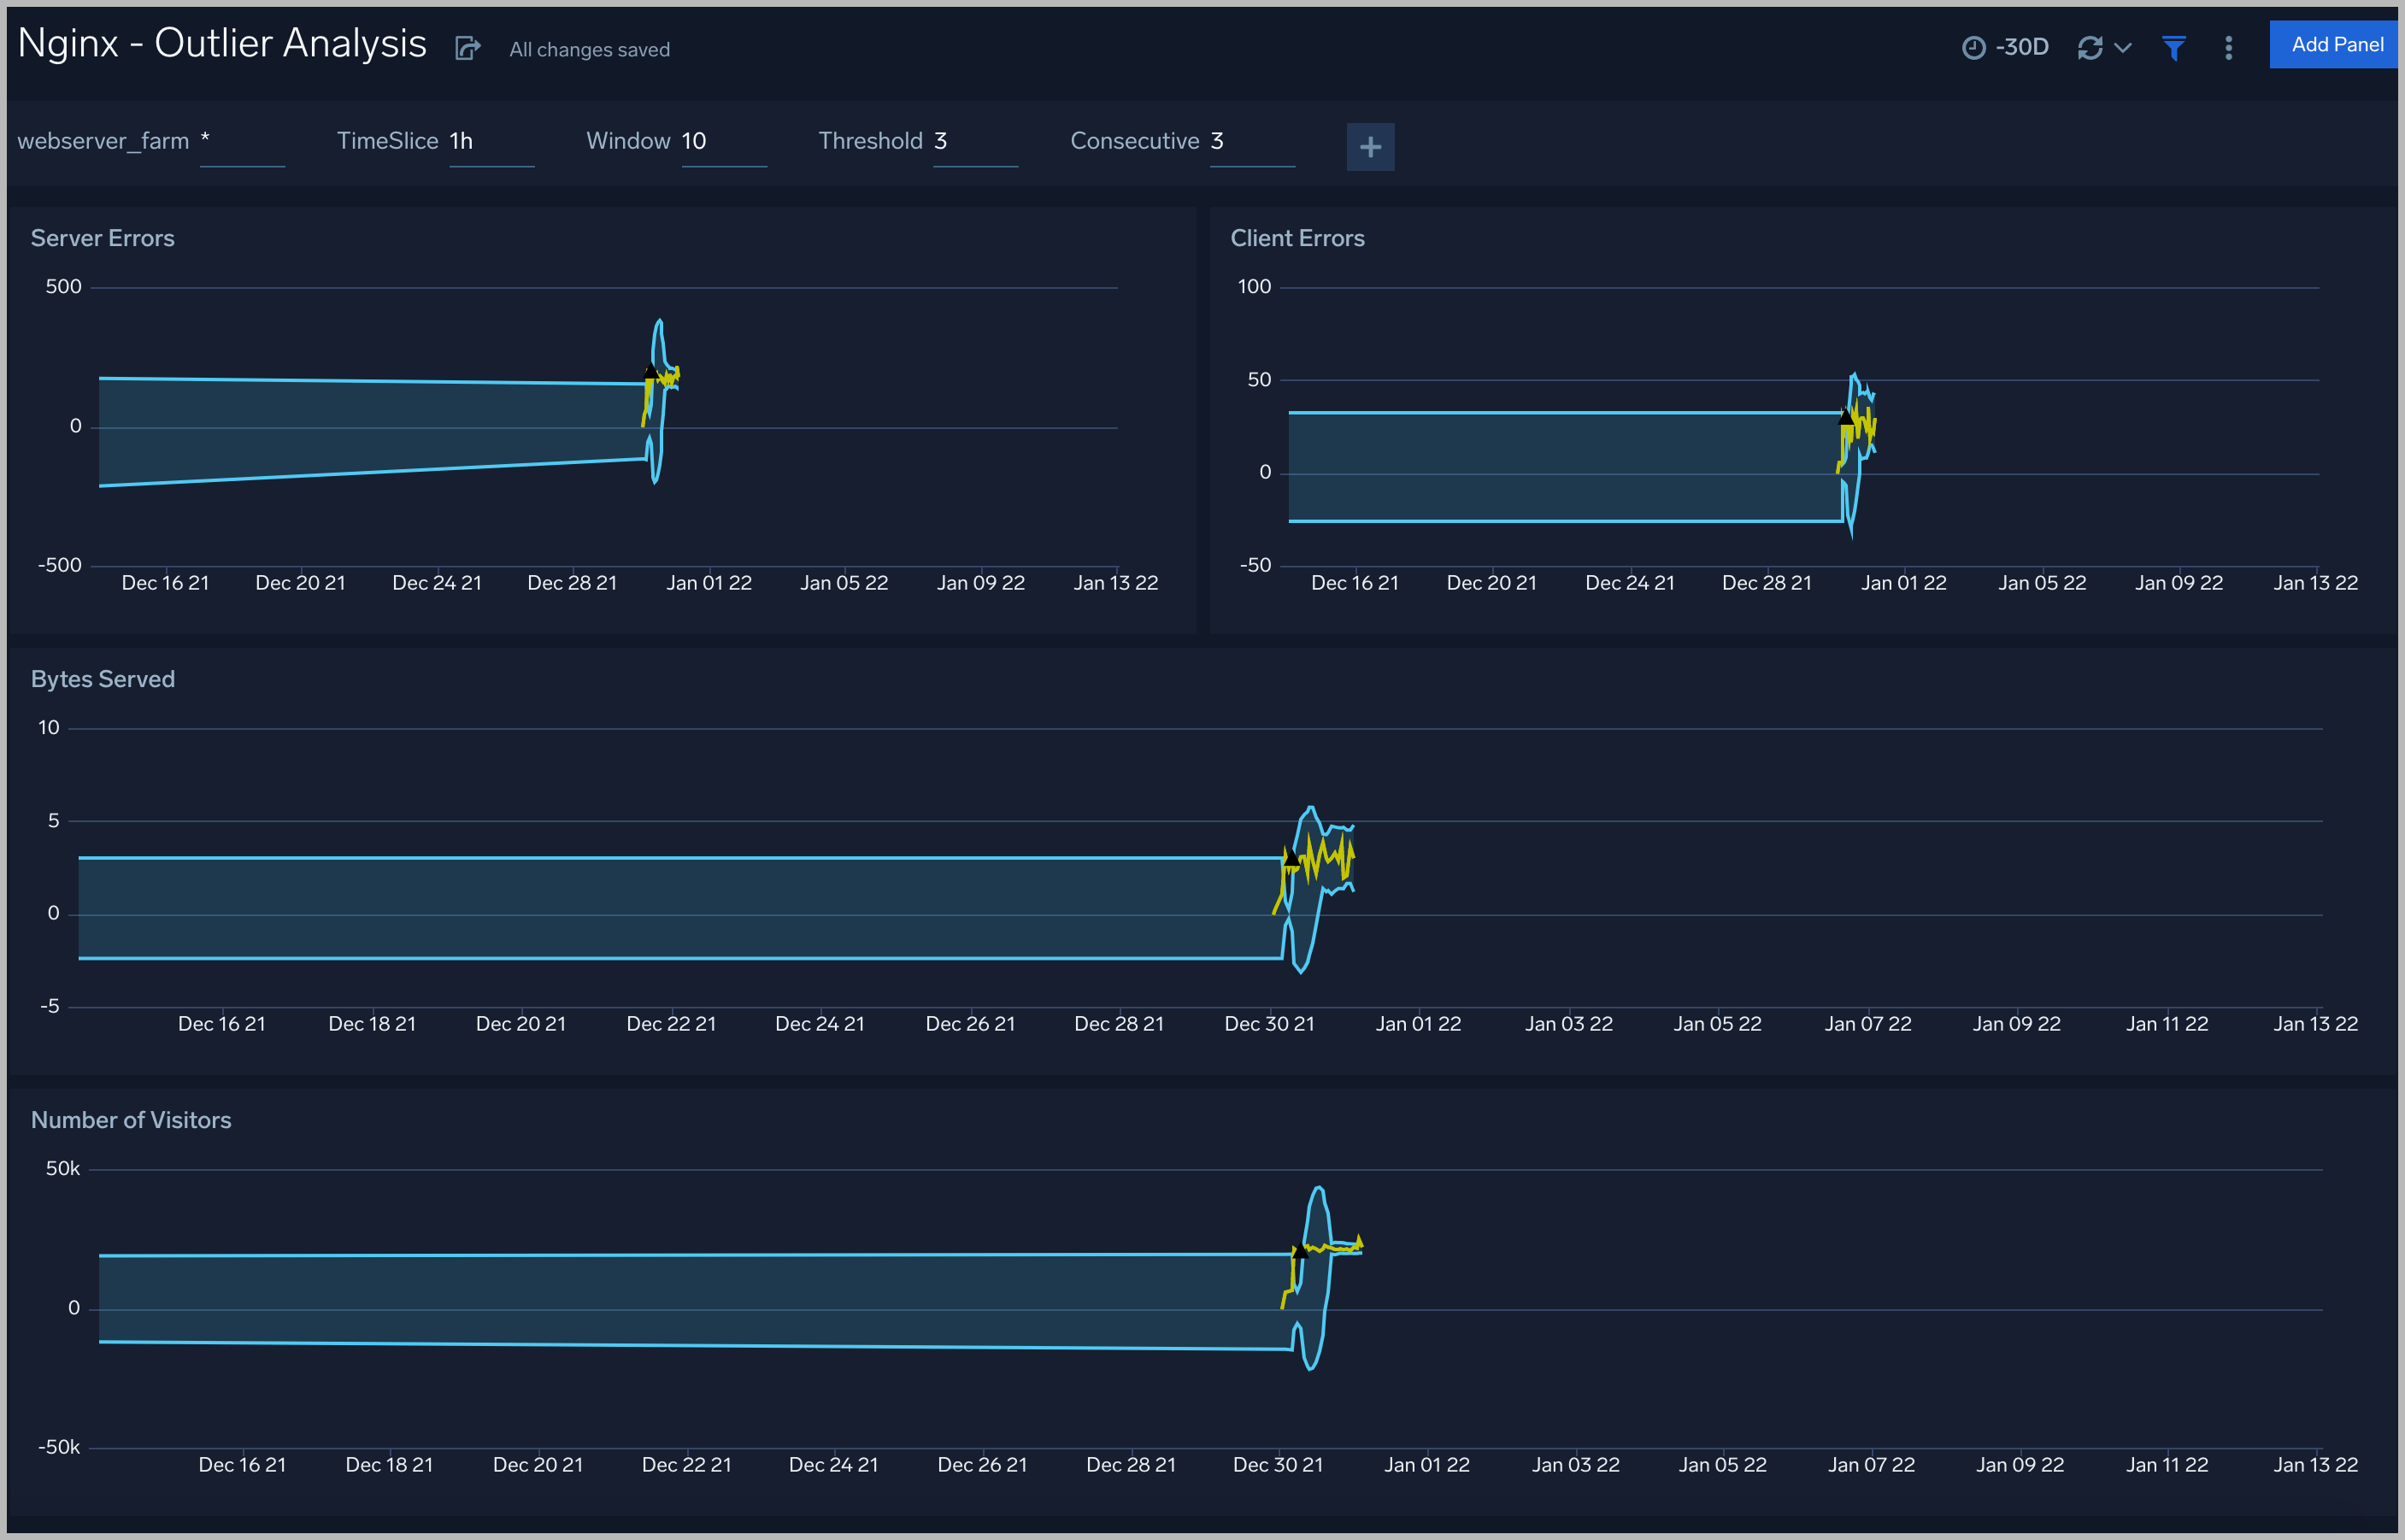 Nginx - Outlier Analysis All changes saved -30D Add Panel
webserver_farm * TimeSlice 1h Window 10 Threshold 3 Consecutive 3 +
Server Errors
500
0
-500
Dec 16 21 Dec 20 21 Dec 24 21 Dec 28 21 Jan 01 22 Jan 05 22 Jan 09 22 Jan 13 22
Client Errors
100
50
0
-50
Dec 16 21 Dec 20 21 Dec 24 21 Dec 28 21 Jan 01 22 Jan 05 22 Jan 09 22 Jan 13 22
Bytes Served
10
5
0
-5
Dec 16 21 Dec 18 21 Dec 20 21 Dec 22 21 Dec 24 21 Dec 26 21 Dec 28 21 Dec 30 21 Jan 01 22 Jan 03 22 Jan 05 22 Jan 07 22 Jan 09 22 Jan 11 22 Jan 13 22
Number of Visitors
50k
0
-50k
Dec 16 21 Dec 18 21 Dec 20 21 Dec 22 21 Dec 24 21 Dec 26 21 Dec 28 21 Dec 30 21 Jan 01 22 Jan 03 22 Jan 05 22 Jan 07 22 Jan 09 22 Jan 11 22 Jan 13 22